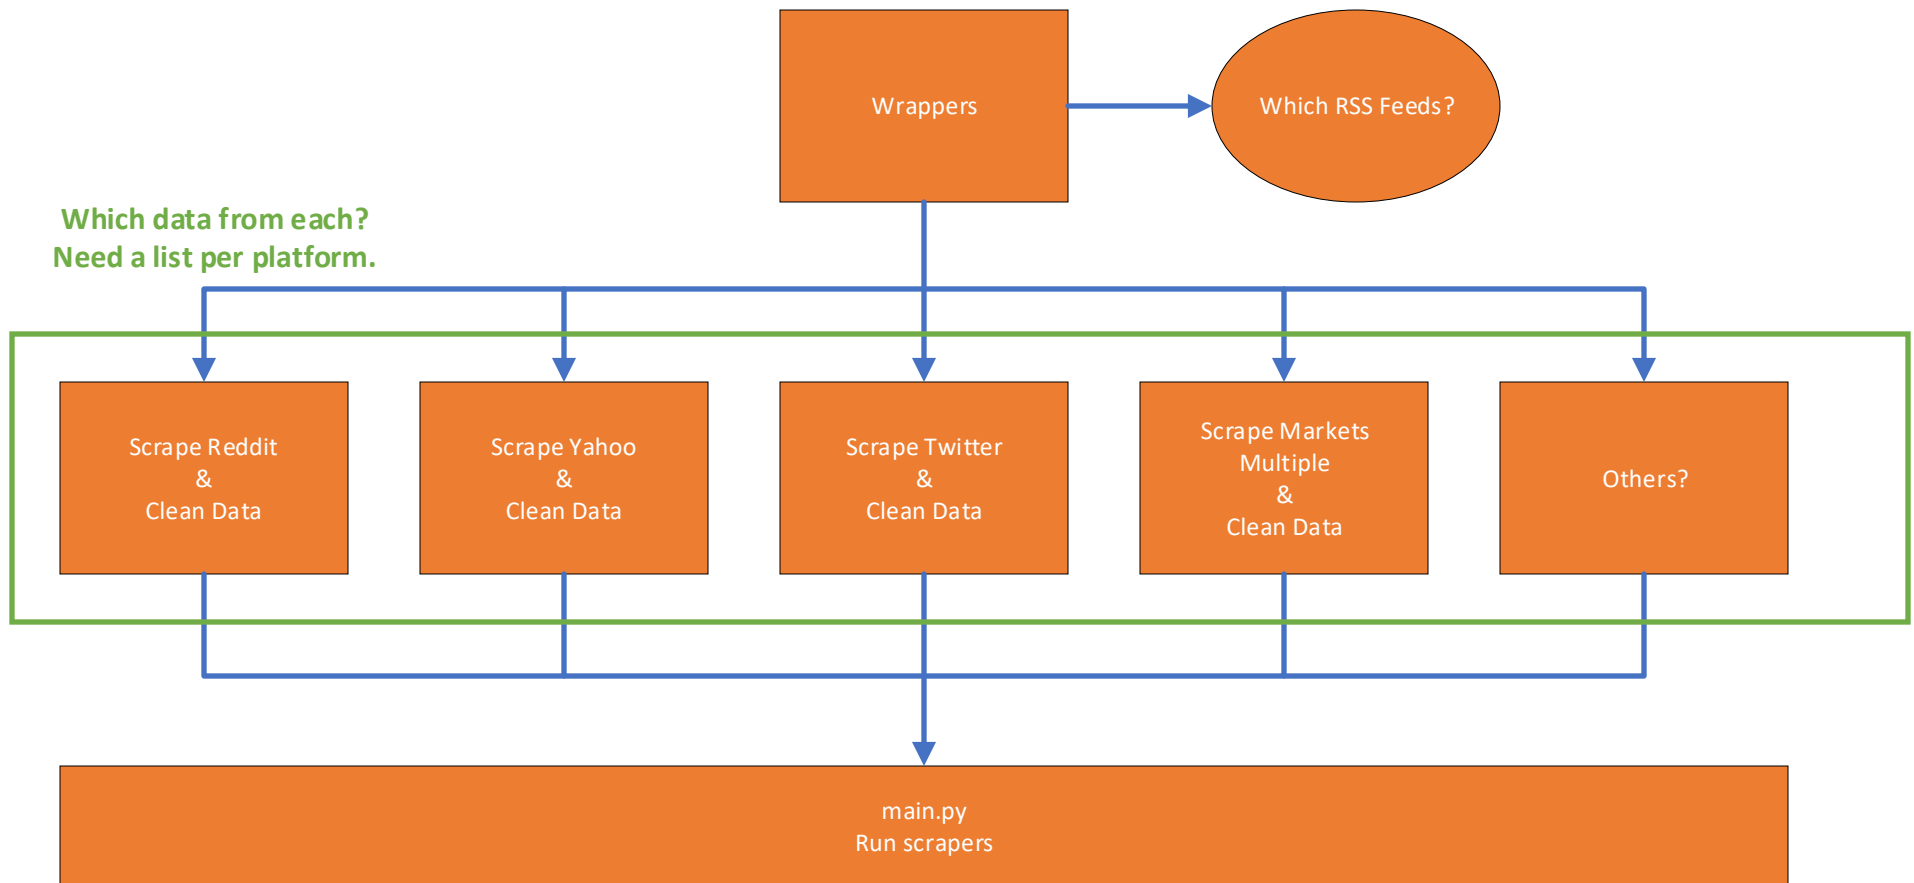 Wrappers
Which RSS Feeds?
Which data from each?
Need a list per platform.
Scrape Reddit
&
Clean Data
Scrape Yahoo
&
Clean Data
Scrape Twitter
&
Clean Data
Scrape Markets
Multiple
&
Clean Data
Others?
main.py
Run scrapers